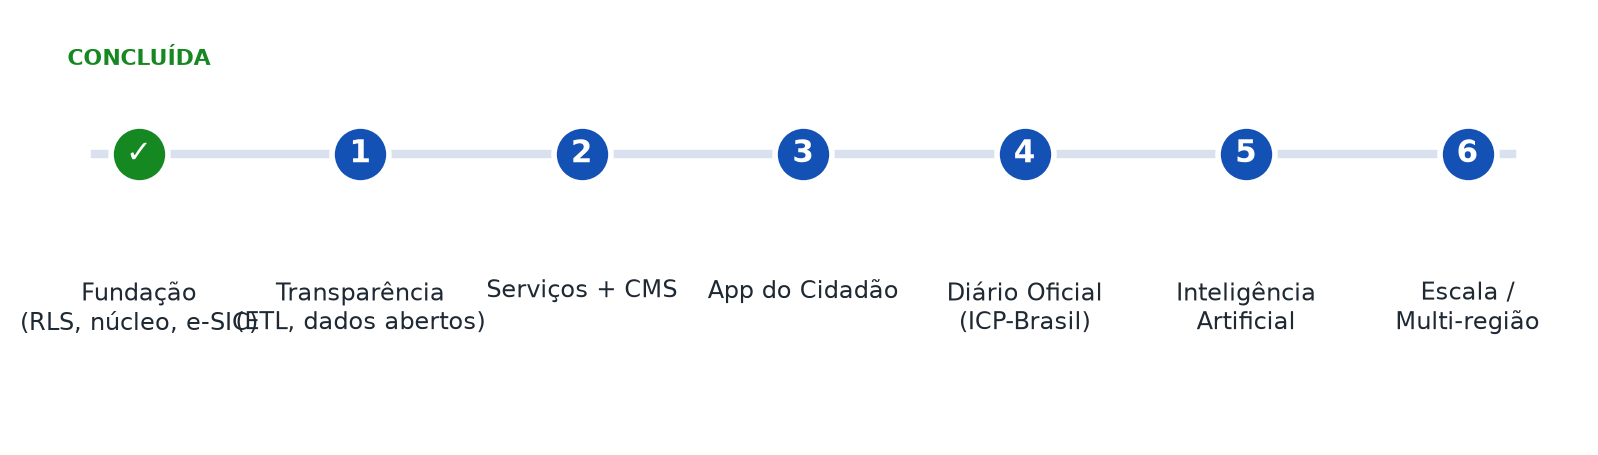 CONCLUÍDA
✓
1
2
3
4
5
6
Fundação
(RLS, núcleo, e-SIC)
Transparência
(ETL, dados abertos)
Serviços + CMS
App do Cidadão
Diário Oficial
(ICP-Brasil)
Inteligência
Artificial
Escala /
Multi-região